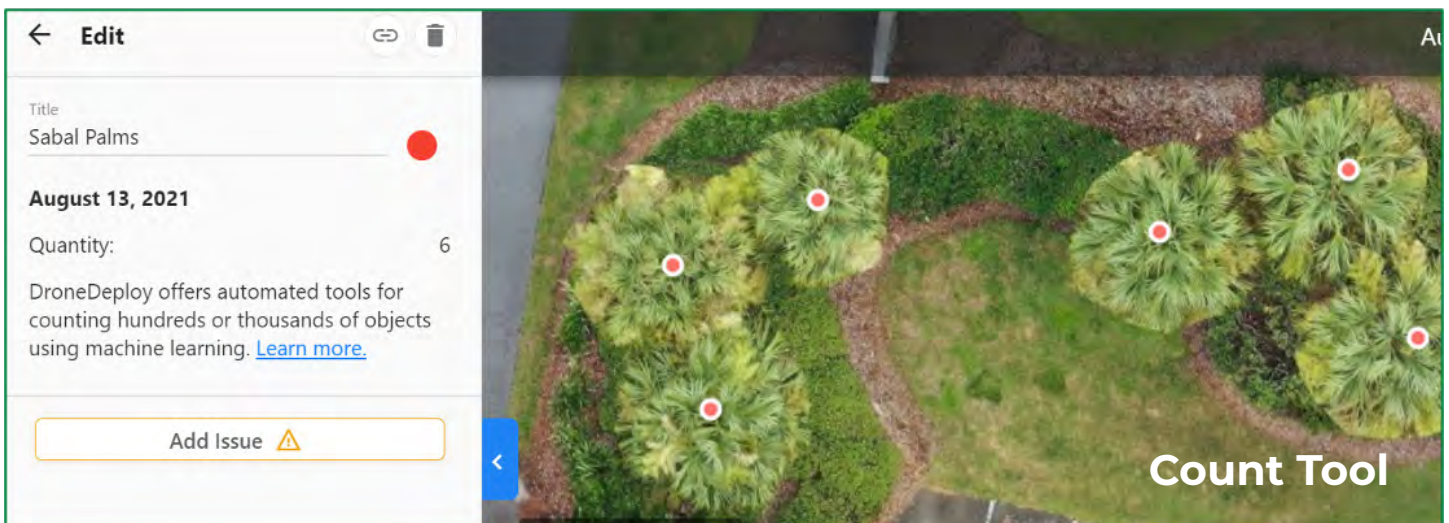 Edit
Title
Sabal Palms
August 13, 2021
Quantity: 6
DroneDeploy offers automated tools for
counting hundreds or thousands of objects
using machine learning. Learn more.
Add Issue
Count Tool